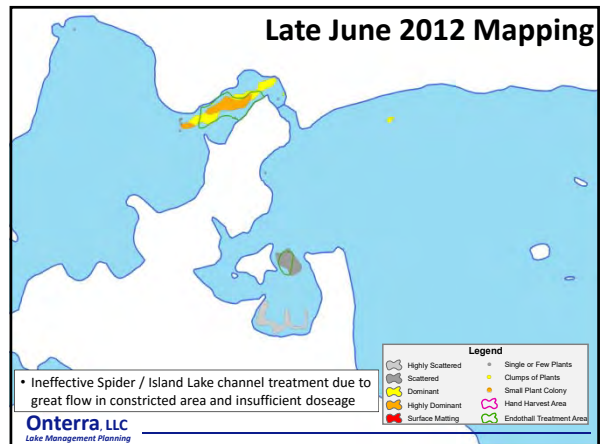 Late June 2012 Mapping
Legend
Highly Scattered
Scattered
Dominant
Highly Dominant
Surface Matting
Single or Few Plants
Clumps of Plants
Small Plant Colony
Hand Harvest Area
Endothall Treatment Area
• Ineffective Spider / Island Lake channel treatment due to
great flow in constricted area and insufficient doseage
Onterra, LLC
Lake Management Planning